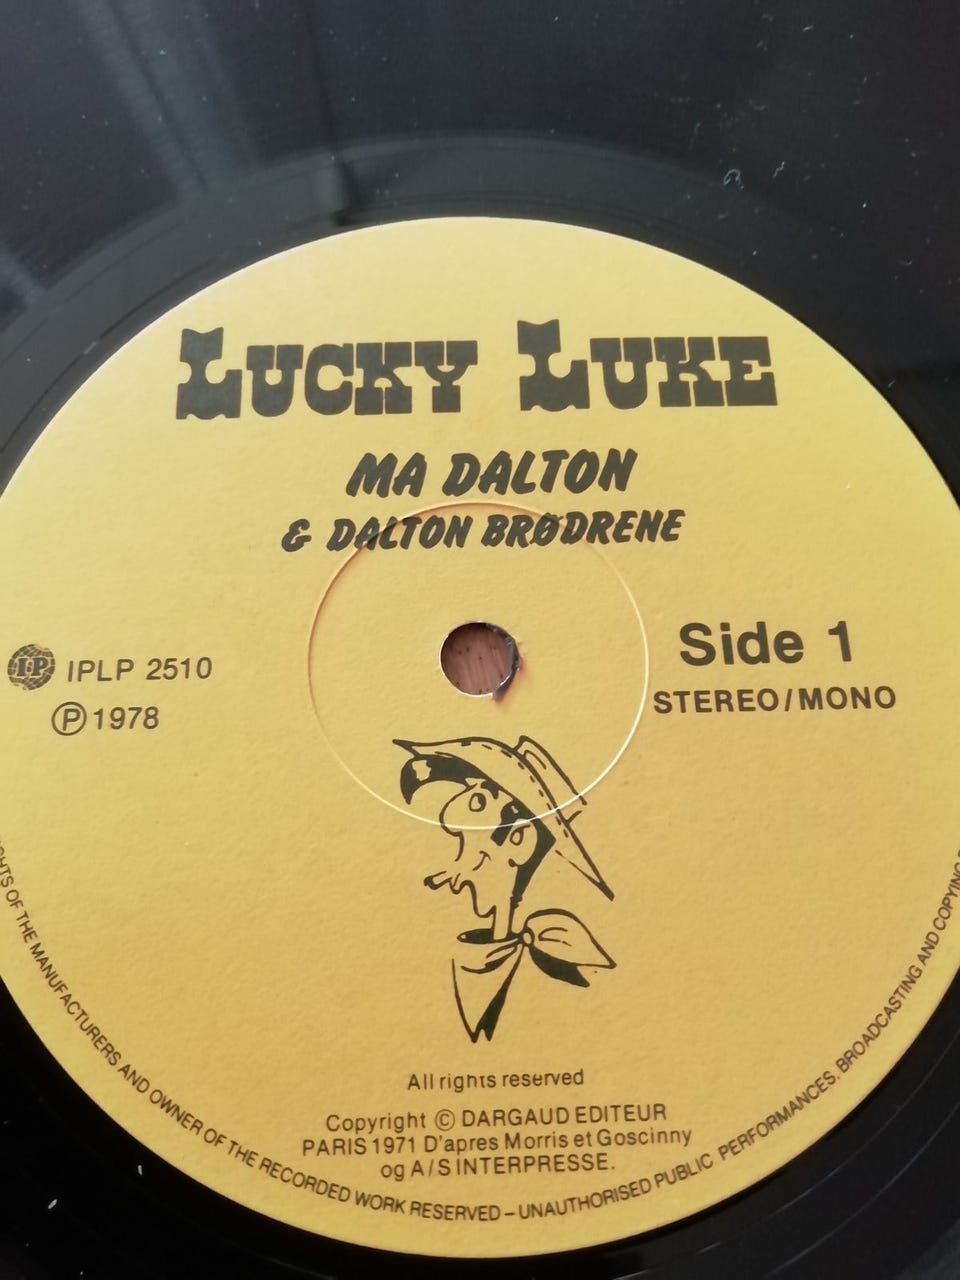 LUCKY LUKE
MA DALTON
& DALTON BRØDRENE
Side 1
STEREO/MONO
IP IPLP 2510
Ⓟ 1978
All rights reserved
Copyright © DARGAUD EDITEUR
PARIS 1971 D'apres Morris et Goscinny
og A/S INTERPRESSE.
OF THE MANUFACTURERS AND OWNER OF THE RECORDED WORK RESERVED – UNAUTHORISED PUBLIC PERFORMANCES. BROADCASTING AND COPYING